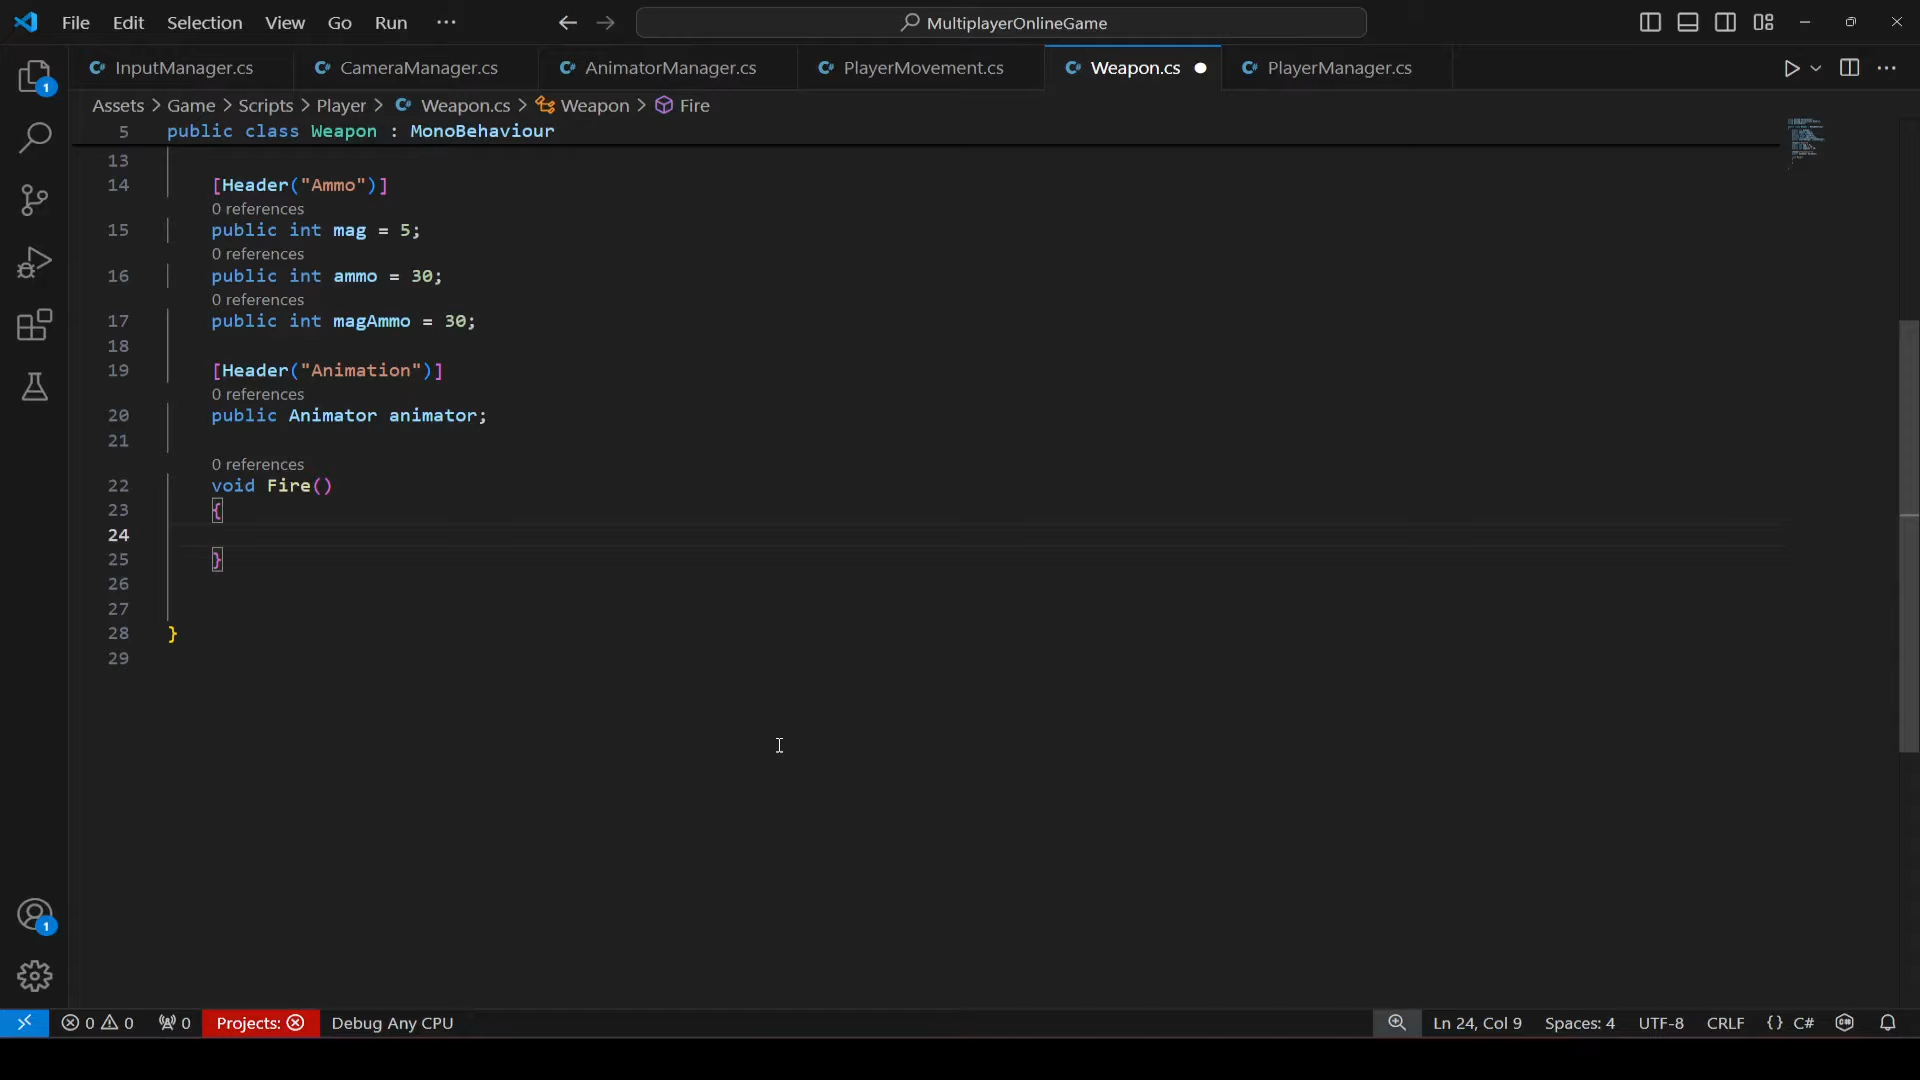 File Edit Selection View Go Run ··· MultiplayerOnlineGame
InputManager.cs CameraManager.cs AnimatorManager.cs PlayerMovement.cs Weapon.cs PlayerManager.cs
Assets > Game > Scripts > Player > Weapon.cs > Weapon > Fire
5 public class Weapon : MonoBehaviour
13
14 [Header("Ammo")]
0 references
15 public int mag = 5;
0 references
16 public int ammo = 30;
0 references
17 public int magAmmo = 30;
18
19 [Header("Animation")]
0 references
20 public Animator animator;
21
0 references
22 void Fire()
23 {
24
25 }
26
27
28 }
29
1
1
0 0 0 Projects: Debug Any CPU Ln 24, Col 9 Spaces: 4 UTF-8 CRLF {} C#